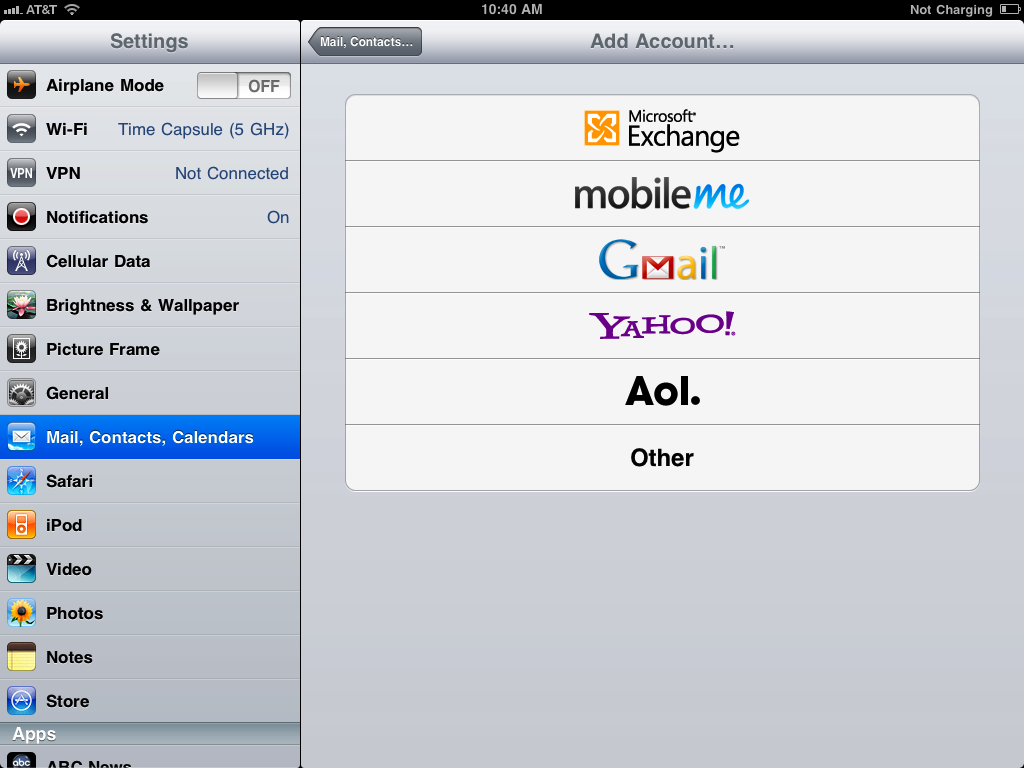 AT&T
10:40 AM
Not Charging
Settings
Mail, Contacts...
Add Account...
Airplane Mode OFF
Wi-Fi Time Capsule (5 GHz)
VPN VPN Not Connected
Notifications On
Cellular Data
Brightness & Wallpaper
Picture Frame
General
Mail, Contacts, Calendars
Safari
iPod
Video
Photos
Notes
Store
Apps
abc ABC News
Microsoft®
Exchange
mobileme
Gmail™
YAHOO!®
Aol.
Other